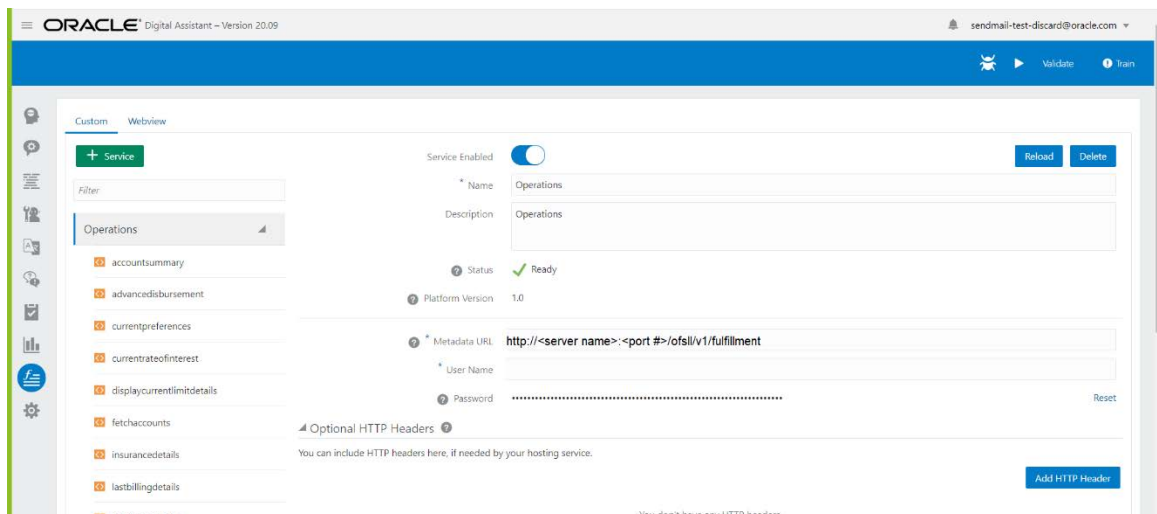 ORACLE® Digital Assistant – Version 20.09
sendmail-test-discard@oracle.com
Validate
Train
Custom
Webview
+ Service
Filter
Operations
accountsummary
advancedisbursement
currentpreferences
currentrateofinterest
displaycurrentlimitdetails
fetchaccounts
insurancedetails
lastbillingdetails
Service Enabled
Reload
Delete
* Name Operations
Description Operations
Status Ready
Platform Version 1.0
* Metadata URL http://<server name>:<port #>/ofsll/v1/fulfillment
* User Name
Password ••••••••••••••••••••••••••••••••••••••••••••••••••••••••••••••••••••••
Reset
Optional HTTP Headers
You can include HTTP headers here, if needed by your hosting service.
Add HTTP Header